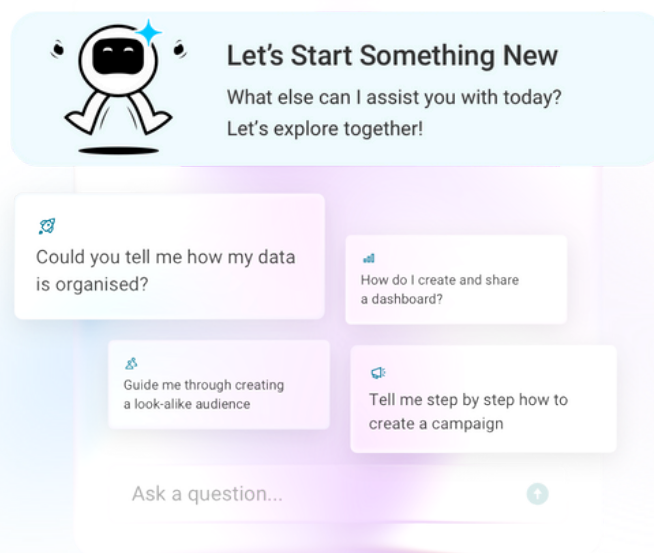 Let’s Start Something New
What else can I assist you with today?
Let’s explore together!
Could you tell me how my data
is organised?
How do I create and share
a dashboard?
Guide me through creating
a look-alike audience
Tell me step by step how to
create a campaign
Ask a question...